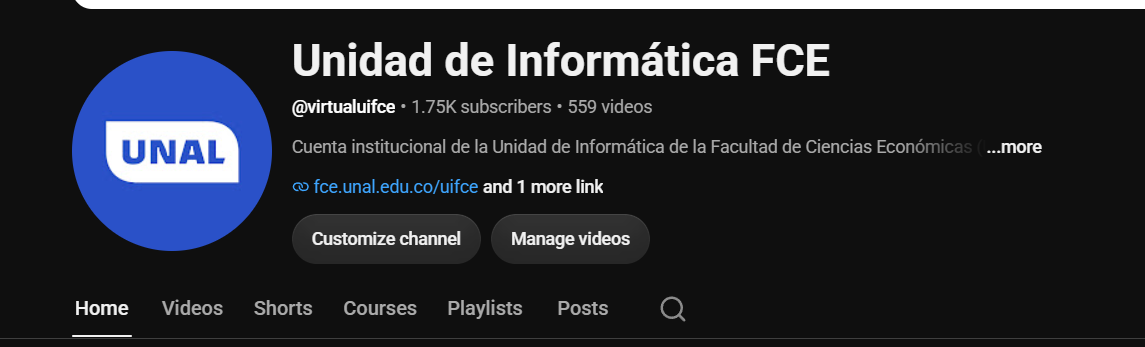 UNAL
Unidad de Informática FCE
@virtualuifce • 1.75K subscribers • 559 videos
Cuenta institucional de la Unidad de Informática de la Facultad de Ciencias Económicas ( ...more
fce.unal.edu.co/uifce and 1 more link
Customize channel Manage videos
Home Videos Shorts Courses Playlists Posts